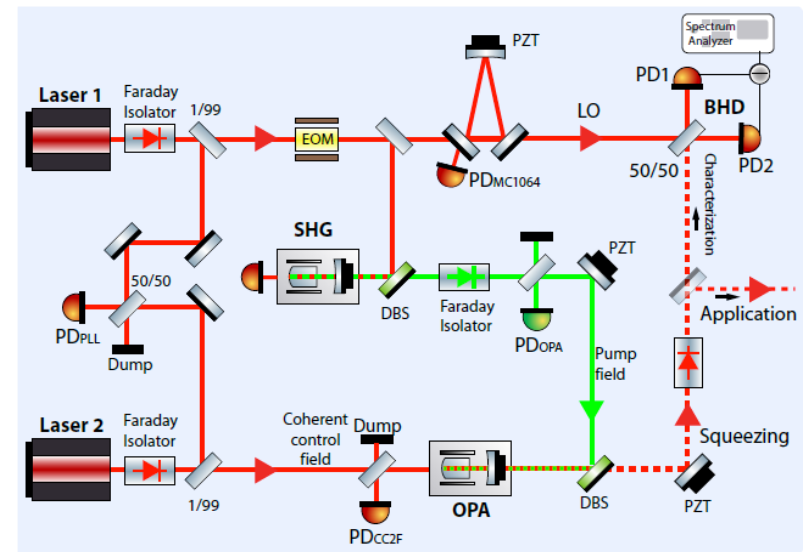 Spectrum
Analyzer
PZT
PD1
Laser 1
Faraday
Isolator
1/99
EOM
LO
BHD
PD2
PDMC1064
50/50
Characterization
SHG
50/50
DBS
Faraday
Isolator
PZT
PDOPA
Application
PDPLL
Dump
Pump
field
Laser 2
Faraday
Isolator
Coherent
control
field
Dump
Squeezing
1/99
PDCC2F
OPA
DBS
PZT